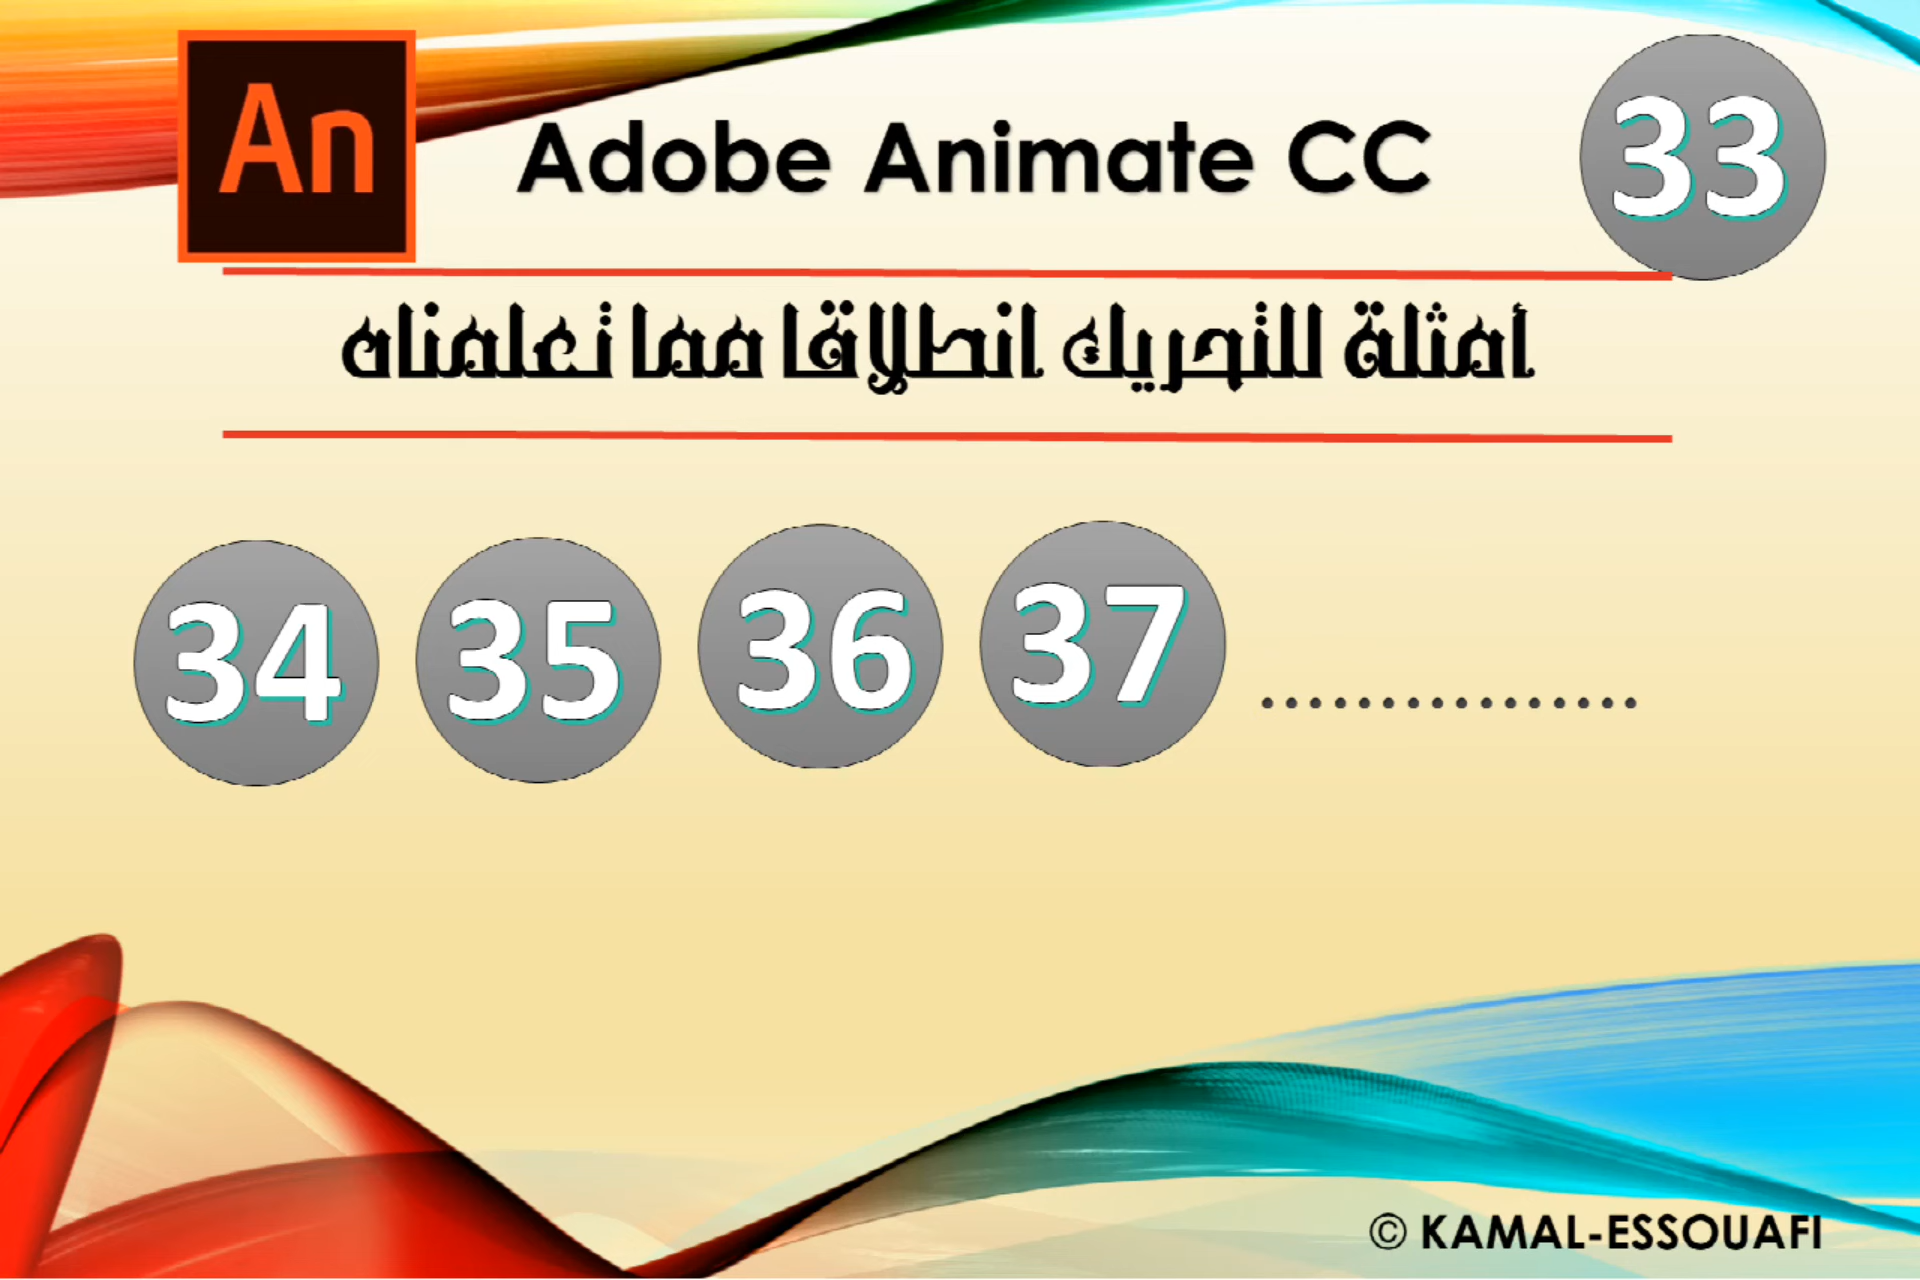 An
Adobe Animate CC
33
أمثلة للتحريك انطلاقا مما تعلمناه
34 35 36 37 ................
© KAMAL-ESSOUAFI